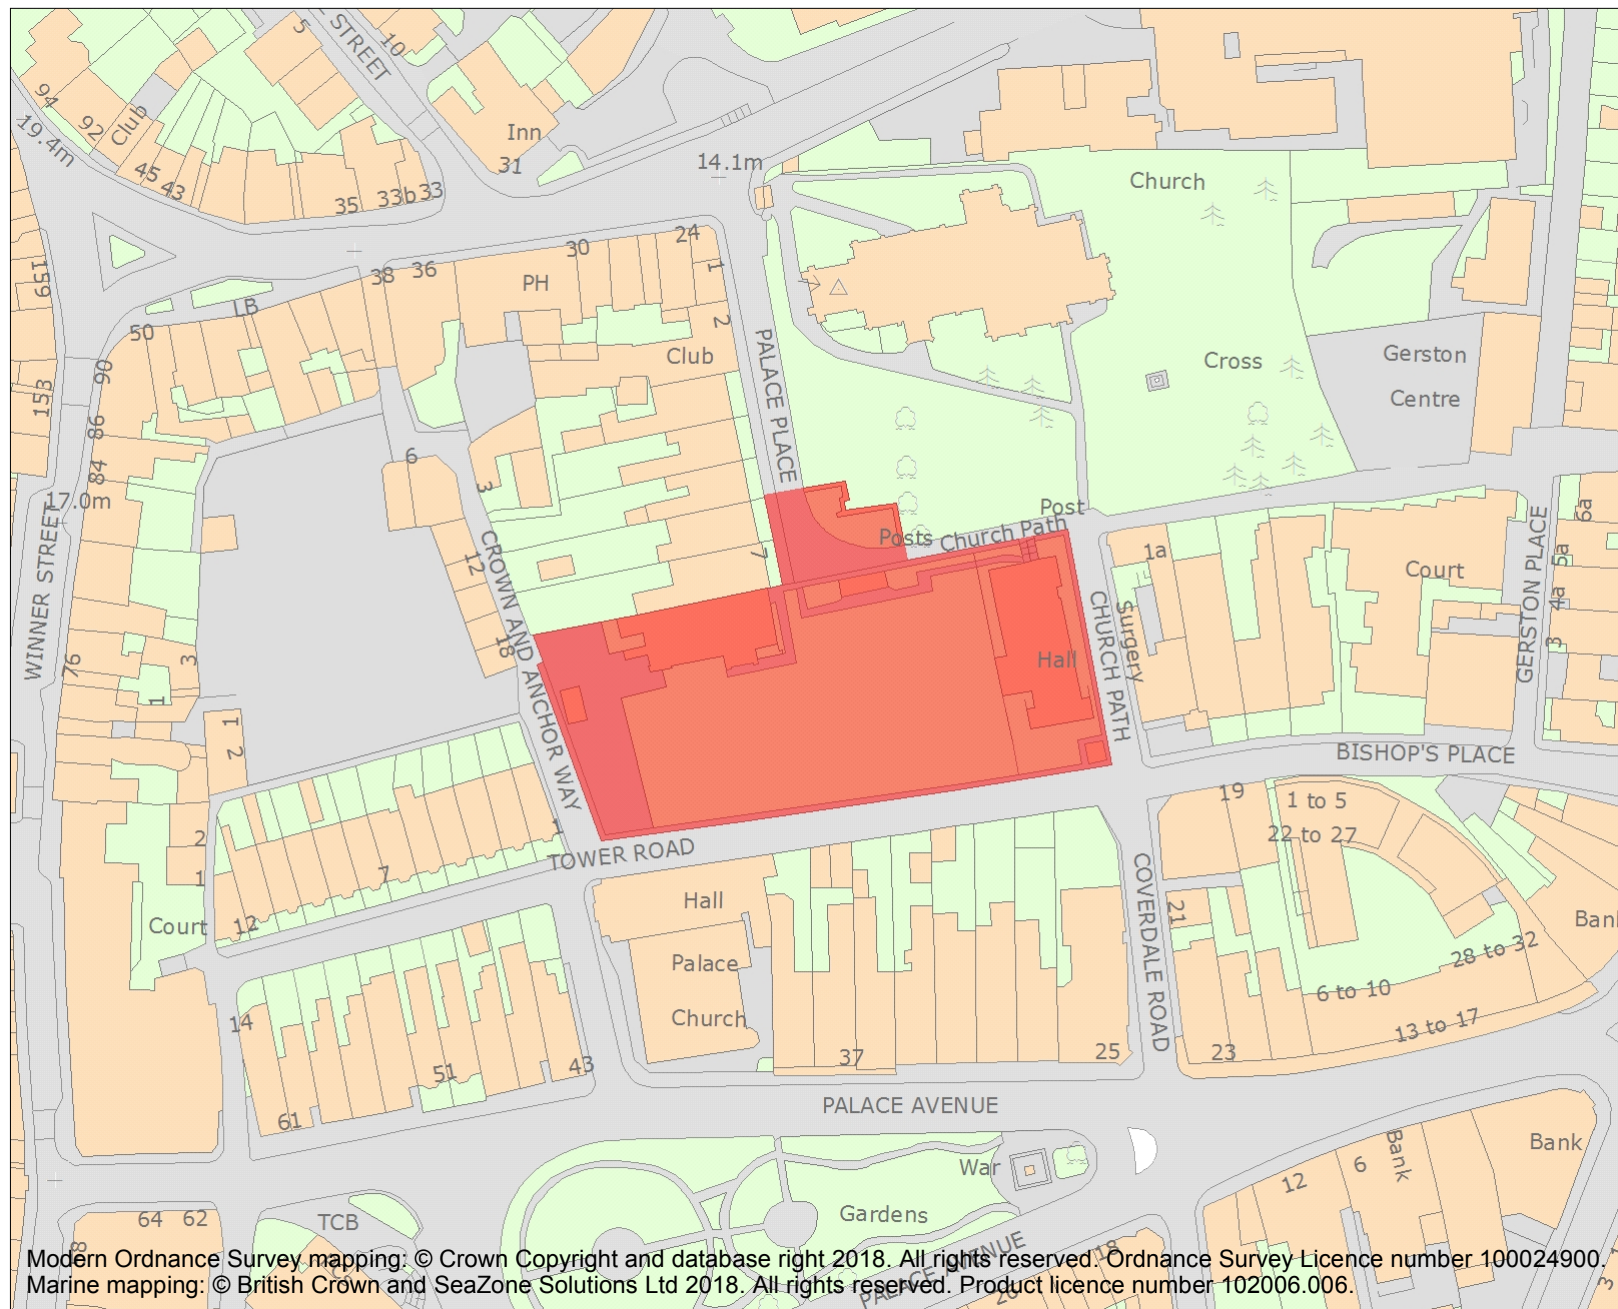 STREET
5
10
94
92
Club
19.4m
45
43
35
33b
33
Inn
31
14.1m
Church
159
24
30
38
36
1
PH
LB
50
2
Club
90
153
86
84
17.0m
PALACE PLACE
Cross
Gerston
Centre
6
3
12
CROWN AND ANCHOR WAY
18
7
Posts
Church Path
Post
1a
Surgery
CHURCH PATH
Hall
Court
GERSTON PLACE
6a
5a
4a
3
WINNER STREET
76
3
1
1
2
BISHOP'S PLACE
2
1
7
1
12
Court
TOWER ROAD
Hall
Palace
Church
19
1 to 5
22 to 27
21
COVERDALE ROAD
28 to 32
6 to 10
13 to 17
14
51
43
61
37
25
23
PALACE AVENUE
War
Gardens
Bank
Bank
6
12
64
62
TCB
PALACE AVENUE
18
26
Modern Ordnance Survey mapping: © Crown Copyright and database right 2018. All rights reserved. Ordnance Survey Licence number 100024900.
Marine mapping: © British Crown and SeaZone Solutions Ltd 2018. All rights reserved. Product licence number 102006.006.